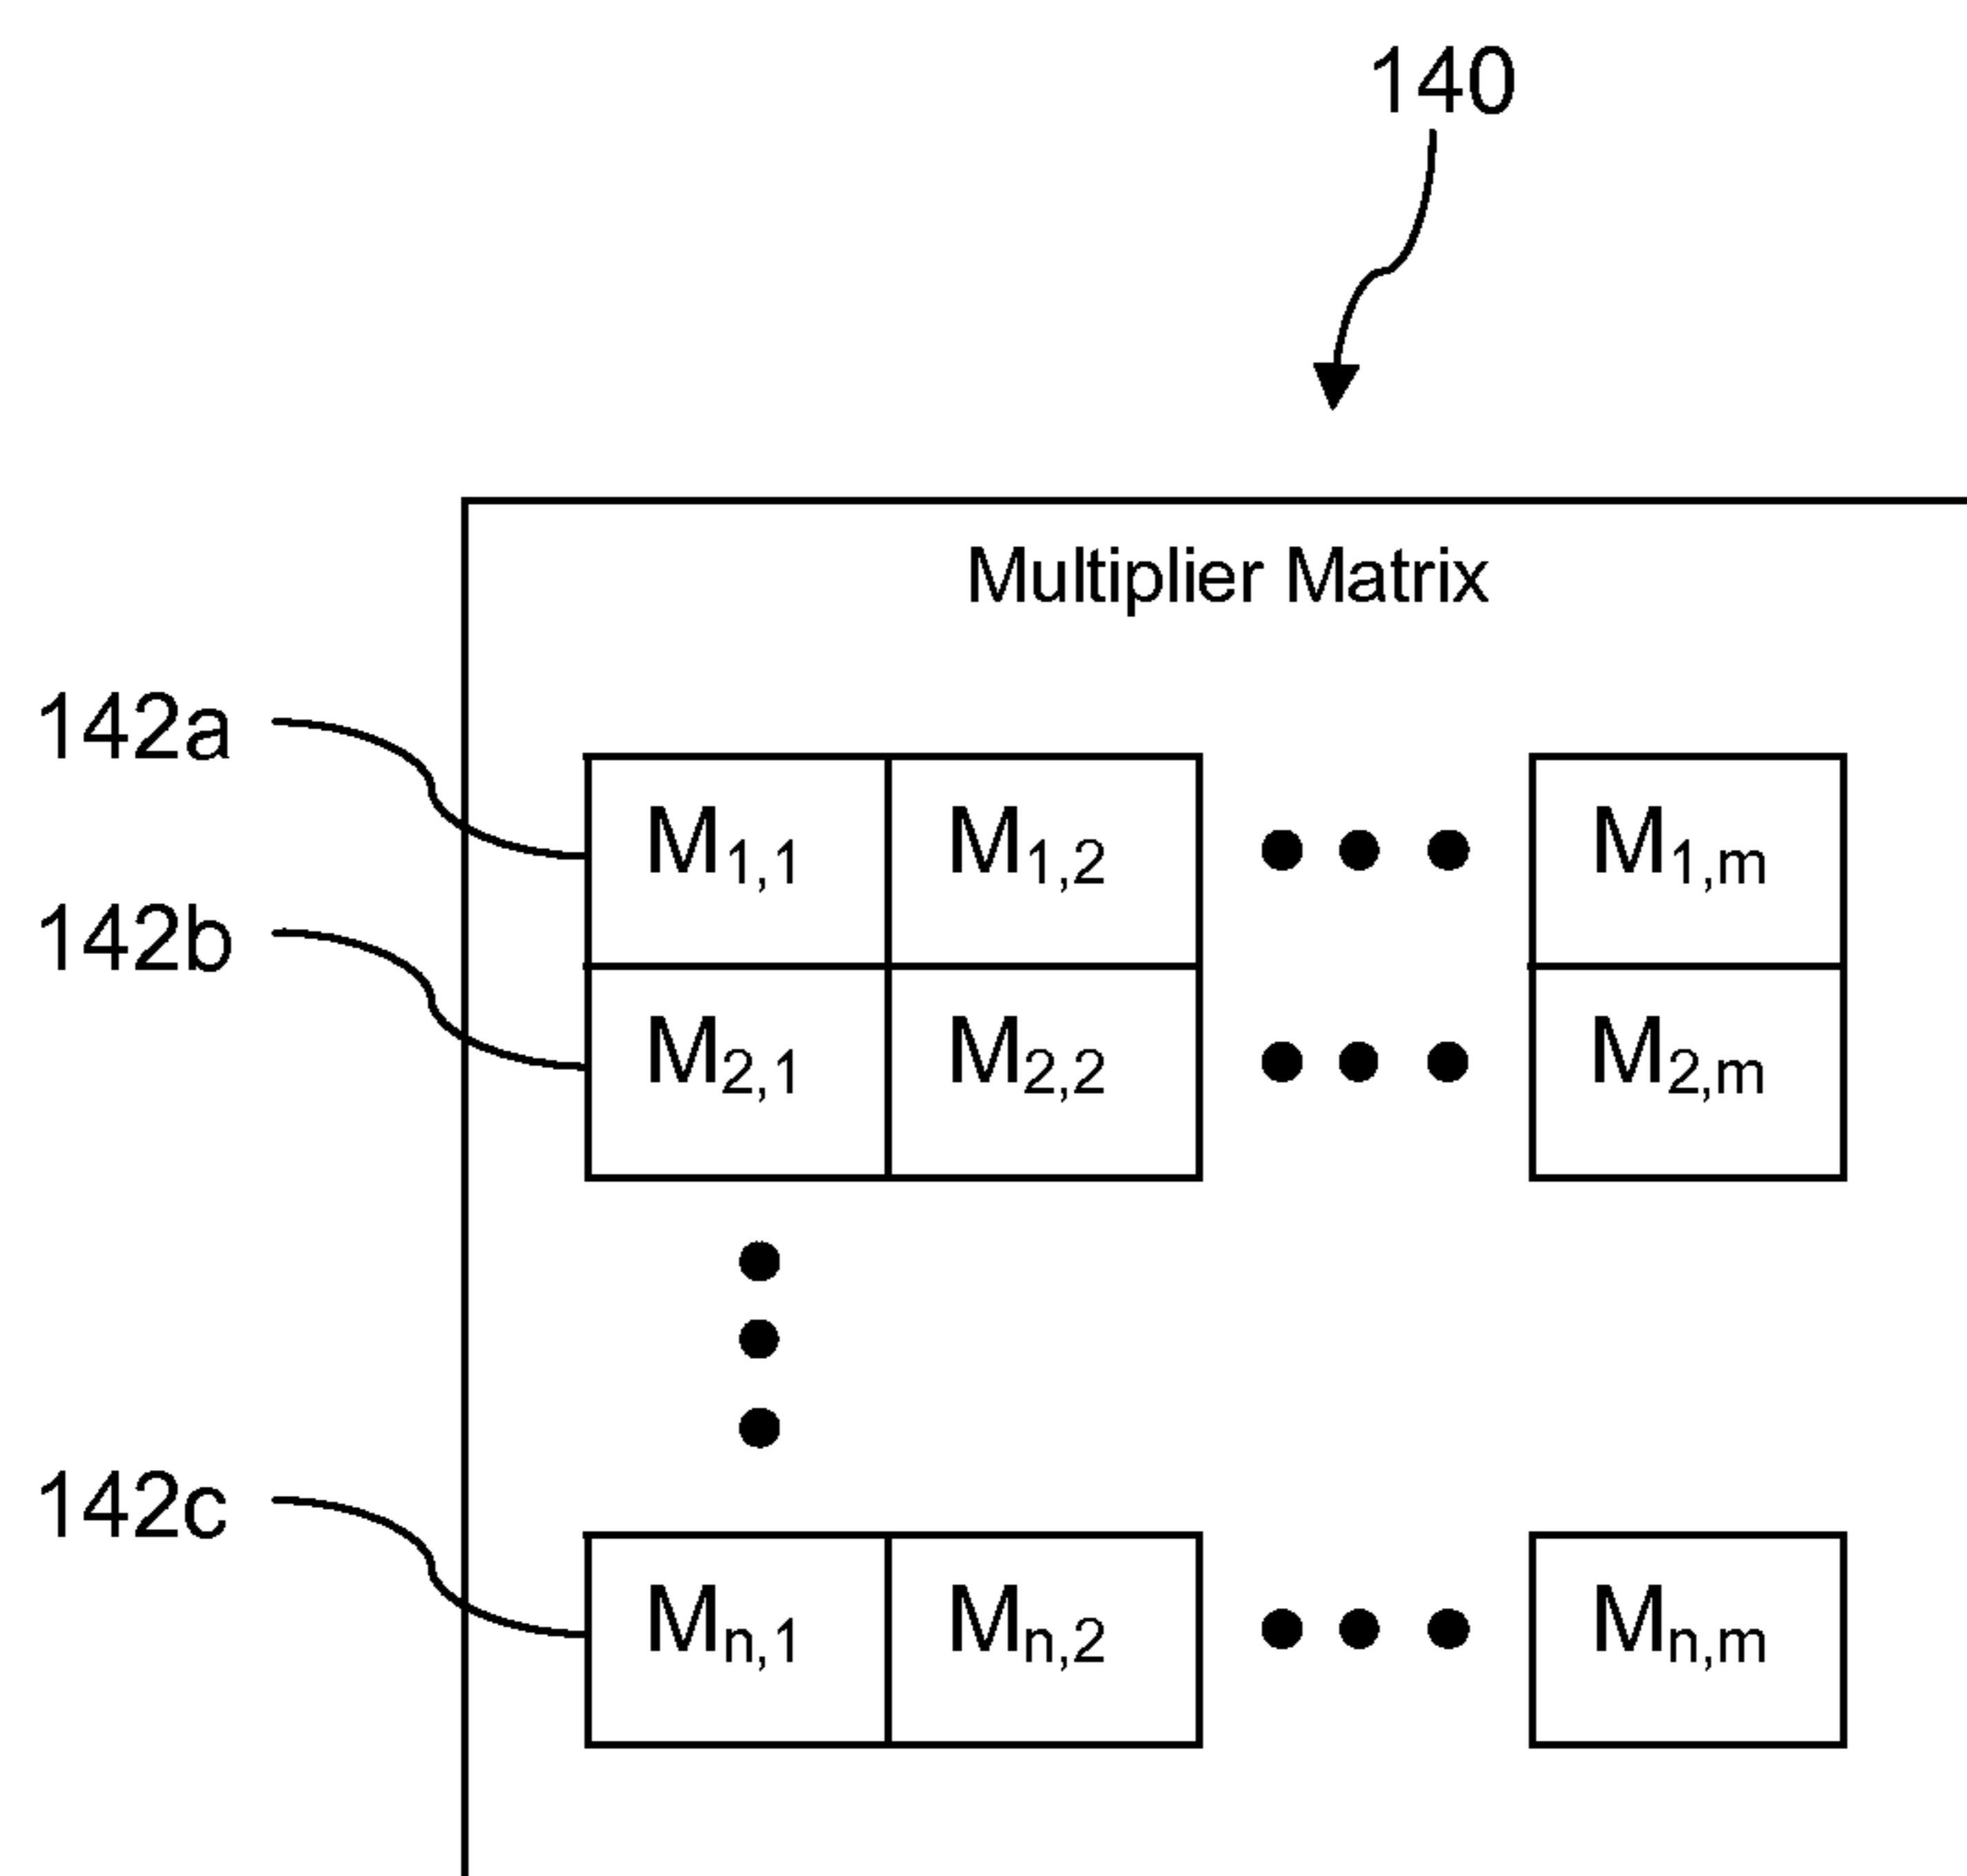 140
Multiplier Matrix
142a
M1,1 M1,2 M1,m
142b
M2,1 M2,2 M2,m
142c
Mn,1 Mn,2 Mn,m